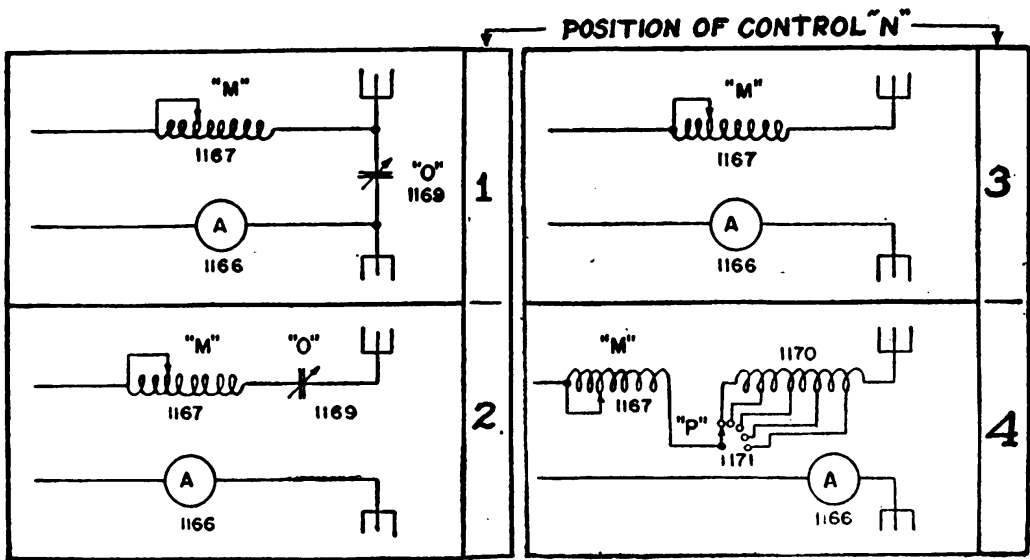 POSITION OF CONTROL "N"
"M"
1167
"O"
1169
A
1166
1
"M"
1167
A
1166
3
"M"
"O"
1167
1169
A
1166
2
"M"
1167
1170
"P"
1171
A
1166
4